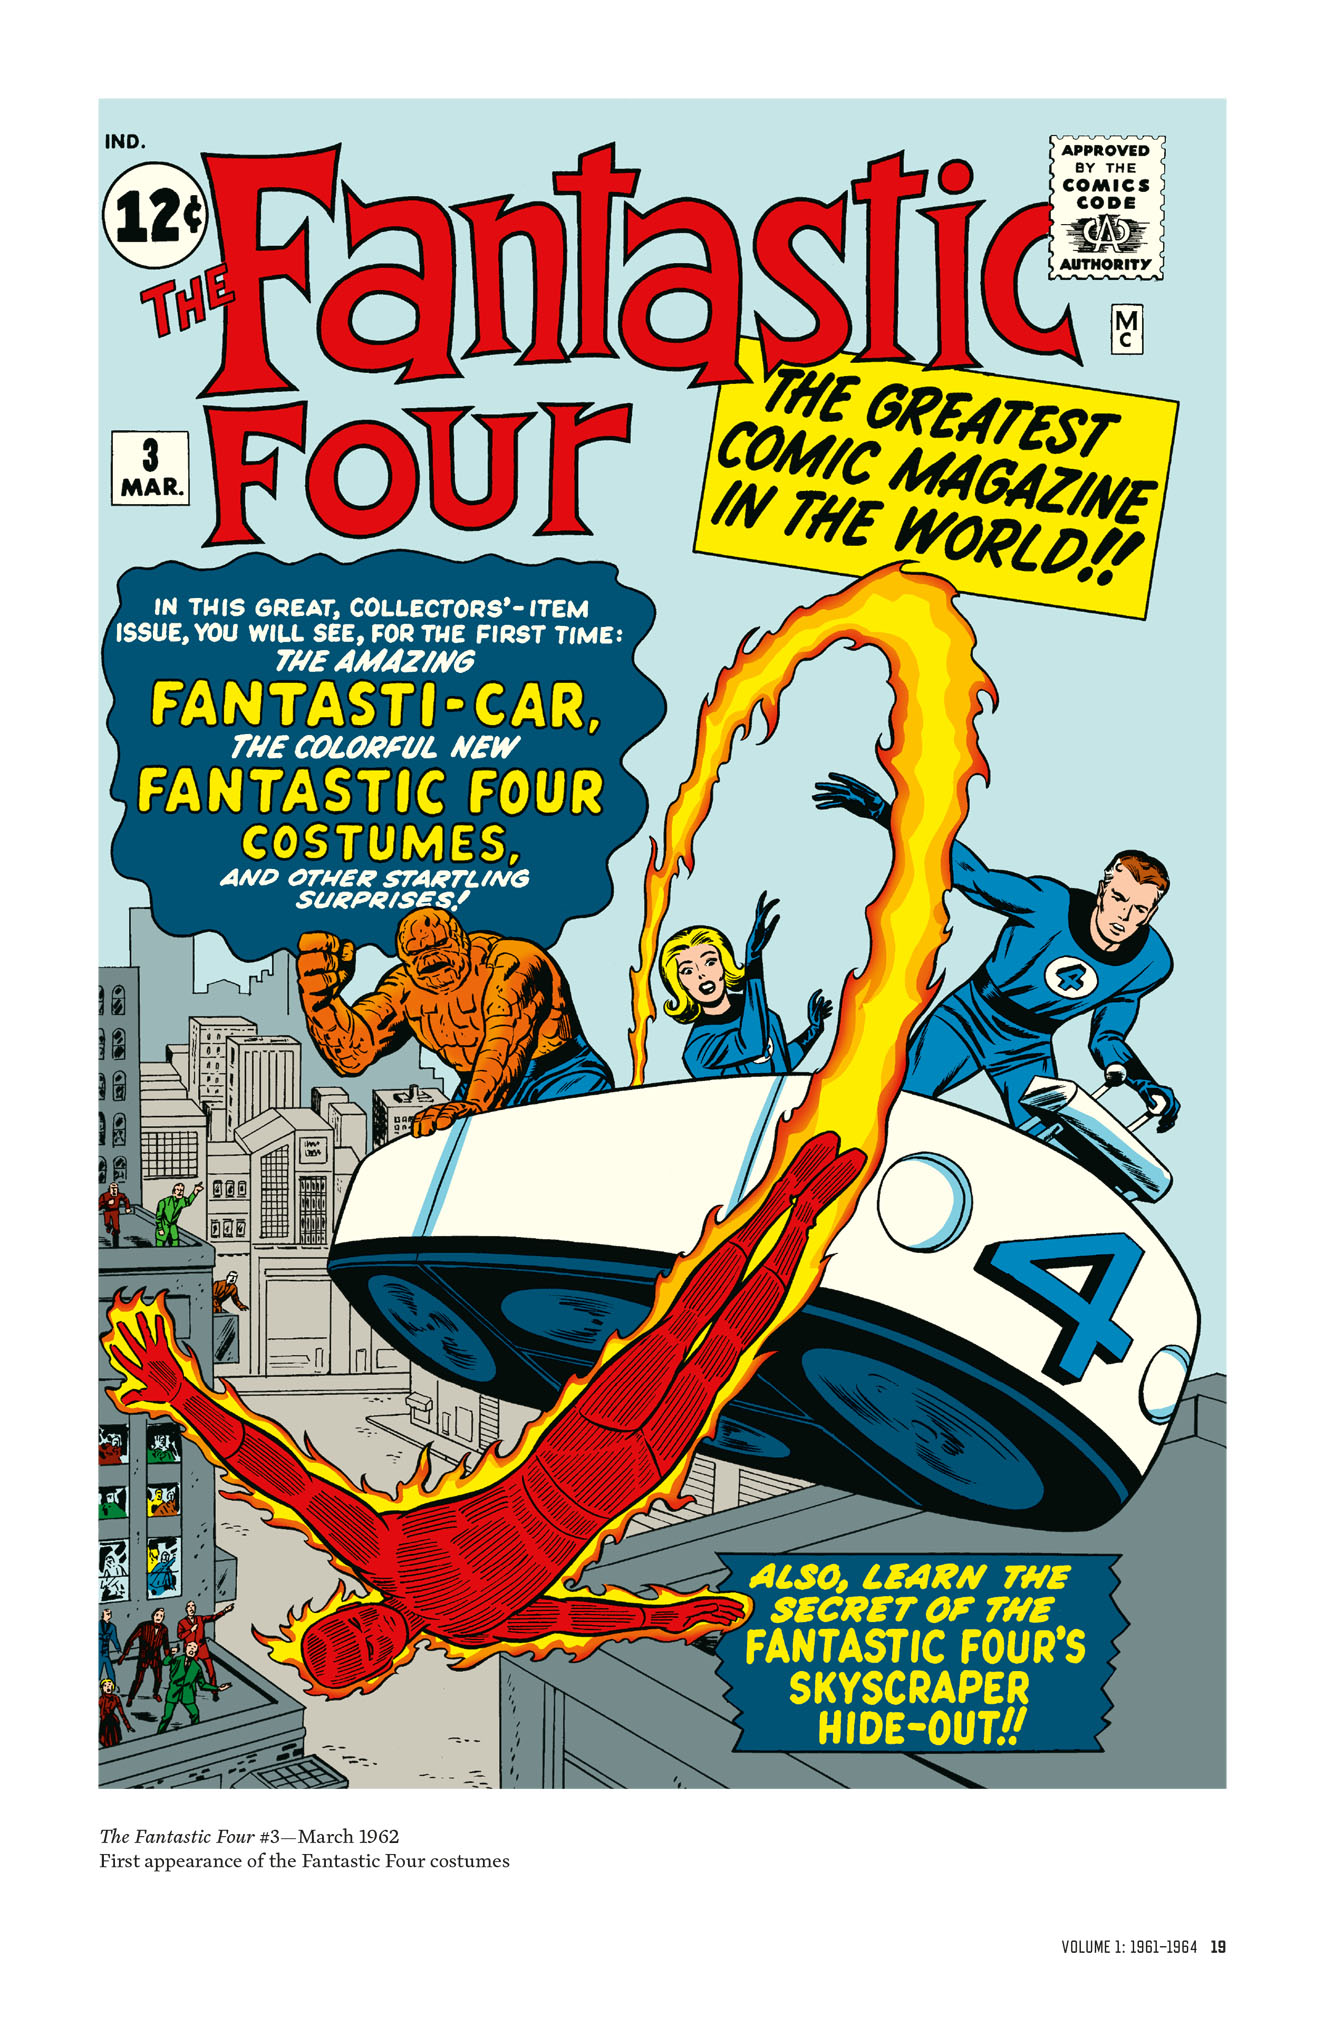 IND.
12¢
THE
Fantastic
Four
APPROVED
BY THE
COMICS
CODE
CA
AUTHORITY
M
C
3
MAR.
THE GREATEST
COMIC MAGAZINE
IN THE WORLD!!
IN THIS GREAT, COLLECTORS'-ITEM
ISSUE, YOU WILL SEE, FOR THE FIRST TIME:
THE AMAZING
FANTASTI-CAR,
THE COLORFUL NEW
FANTASTIC FOUR
COSTUMES,
AND OTHER STARTLING
SURPRISES!
4
4
ALSO, LEARN THE
SECRET OF THE
FANTASTIC FOUR'S
SKYSCRAPER
HIDE-OUT!!
The Fantastic Four #3—March 1962
First appearance of the Fantastic Four costumes
VOLUME 1: 1961–1964 19